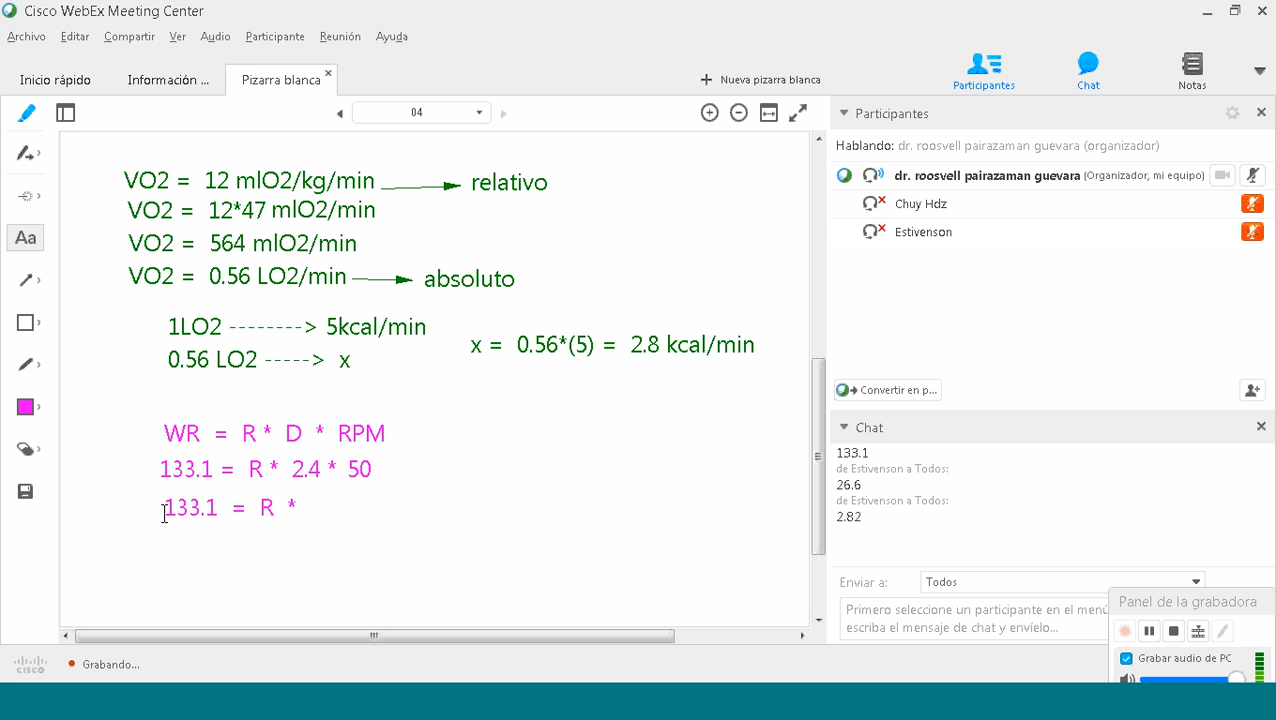 Cisco WebEx Meeting Center
Archivo Editar Compartir Ver Audio Participante Reunión Ayuda
Inicio rápido Información ... Pizarra blanca Nueva pizarra blanca
Participantes Chat Notas
04
VO2 = 12 mlO2/kg/min relativo
VO2 = 12*47 mlO2/min
VO2 = 564 mlO2/min
VO2 = 0.56 LO2/min absoluto
1LO2 --------> 5kcal/min
0.56 LO2 -----> x
x = 0.56*(5) = 2.8 kcal/min
WR = R * D * RPM
133.1 = R * 2.4 * 50
133.1 = R *
Aa
Participantes
Hablando: dr. roosvell pairazaman guevara (organizador)
dr. roosvell pairazaman guevara (Organizador, mi equipo)
Chuy Hdz
Estivenson
Convertir en p...
Chat
133.1
de Estivenson a Todos:
26.6
de Estivenson a Todos:
2.82
Enviar a: Todos
Primero seleccione un participante en el menú
escriba el mensaje de chat y envíelo...
Panel de la grabadora
Grabar audio de PC
cisco
Grabando...